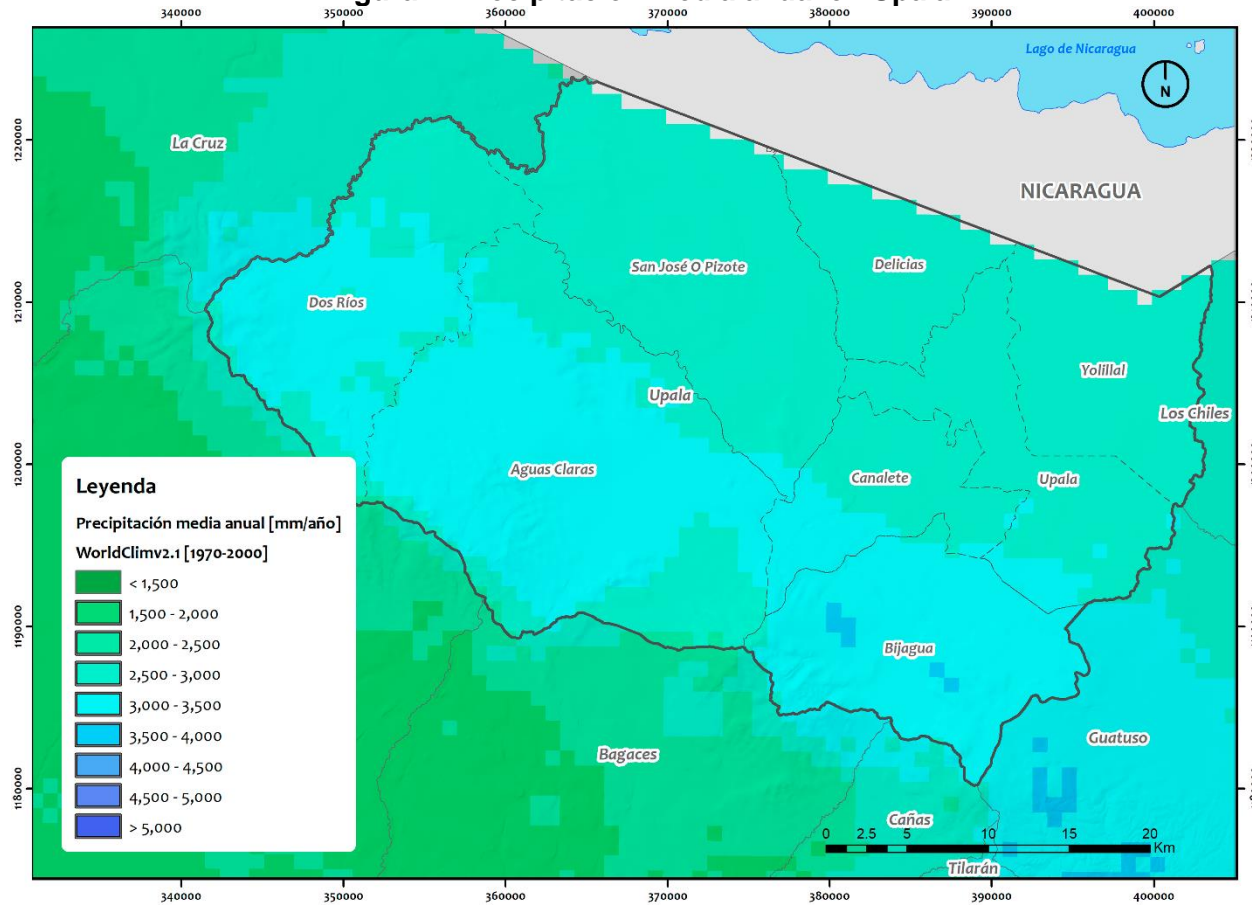 340000 350000 360000 370000 380000 390000 400000
Lago de Nicaragua
N
La Cruz
NICARAGUA
San José O Pizote
Delicias
Dos Ríos
Yolillal
Upala
Los Chiles
Aguas Claras
Canalete
Upala
Bijagua
Guatuso
Bagaces
Cañas
Tilarán
1220000
1210000
1200000
1190000
1180000
Leyenda
Precipitación media anual [mm/año]
WorldClimv2.1 [1970-2000]
< 1,500
1,500 - 2,000
2,000 - 2,500
2,500 - 3,000
3,000 - 3,500
3,500 - 4,000
4,000 - 4,500
4,500 - 5,000
> 5,000
0 2.5 5 10 15 20
Km
340000 350000 360000 370000 380000 390000 400000